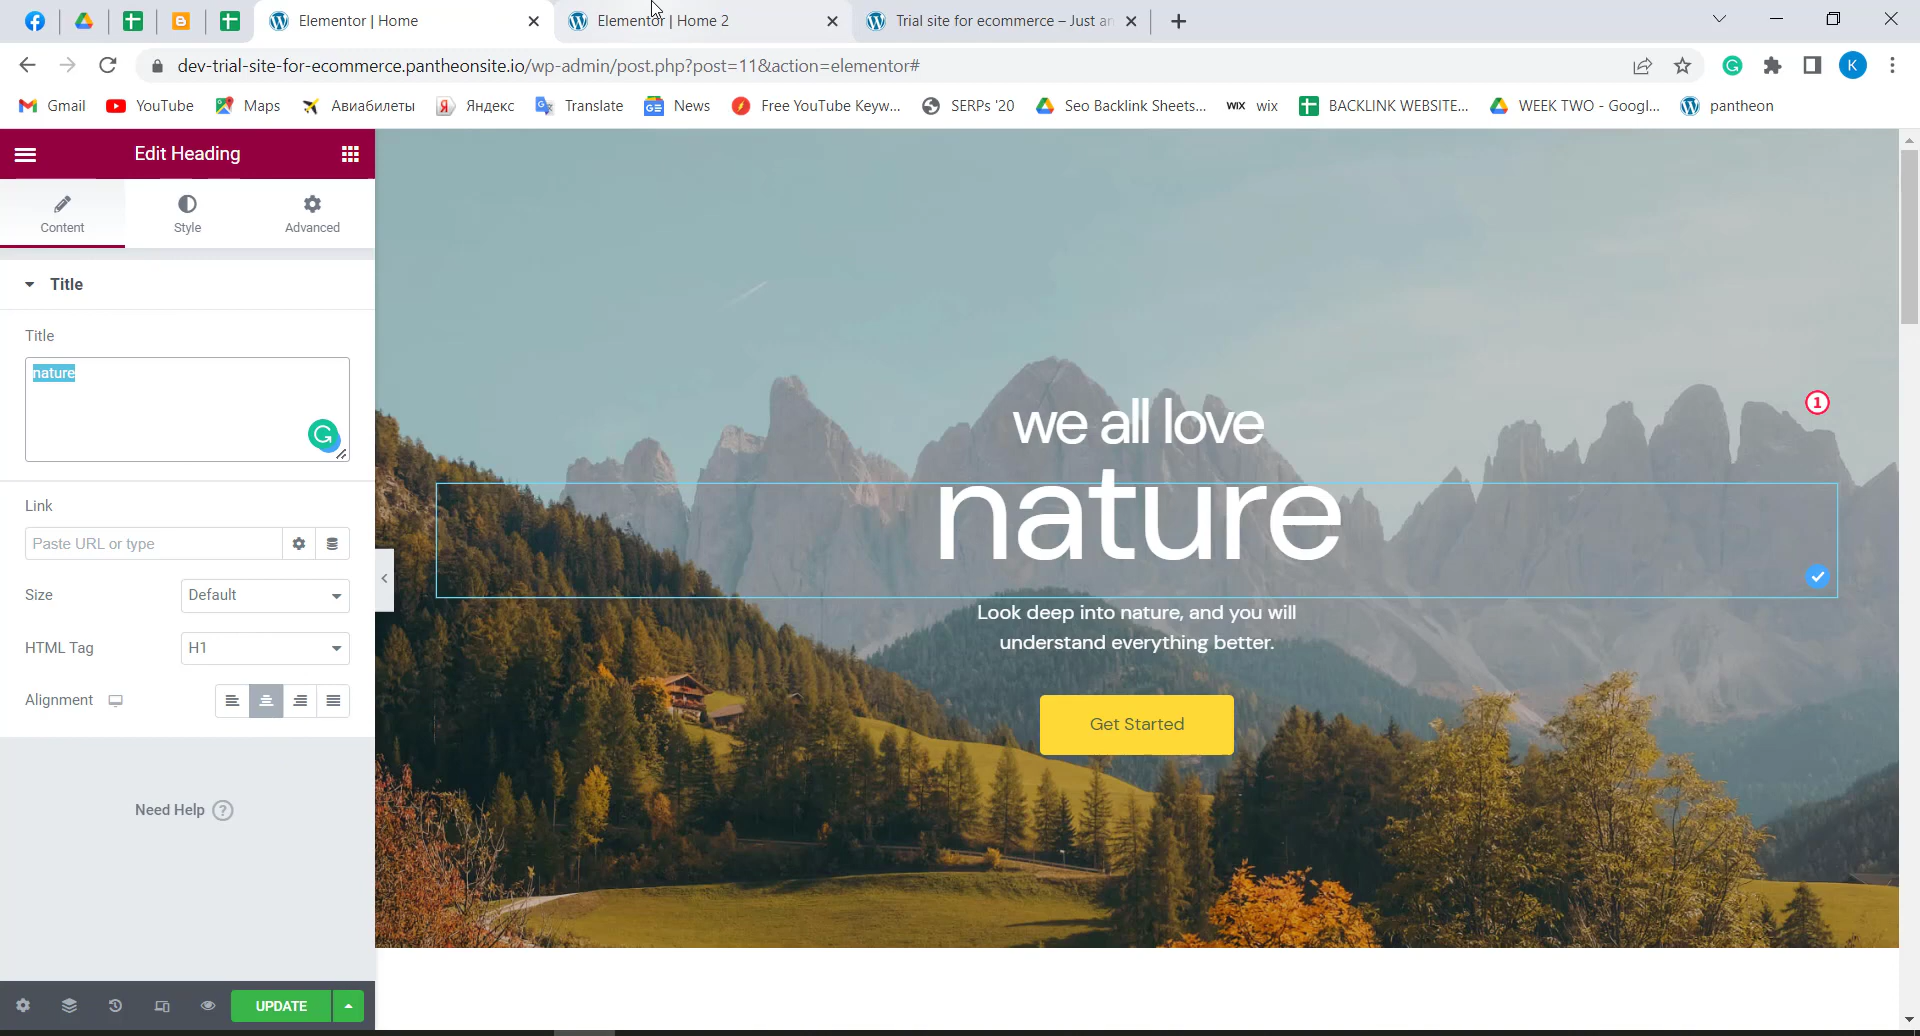 Elementor | Home
Elementor | Home 2
Trial site for ecommerce – Just an
dev-trial-site-for-ecommerce.pantheonsite.io/wp-admin/post.php?post=11&action=elementor#
K
Gmail
YouTube
Maps
Авиабилеты
Яндекс
Translate
News
Free YouTube Keyw...
SERPs '20
Seo Backlink Sheets...
WIX wix
BACKLINK WEBSITE...
WEEK TWO - Googl...
pantheon
Edit Heading
Content
Style
Advanced
Title
Title
nature
Link
Paste URL or type
Size
Default
HTML Tag
H1
Alignment
Need Help ?
UPDATE
we all love
nature
1
Look deep into nature, and you will
understand everything better.
Get Started